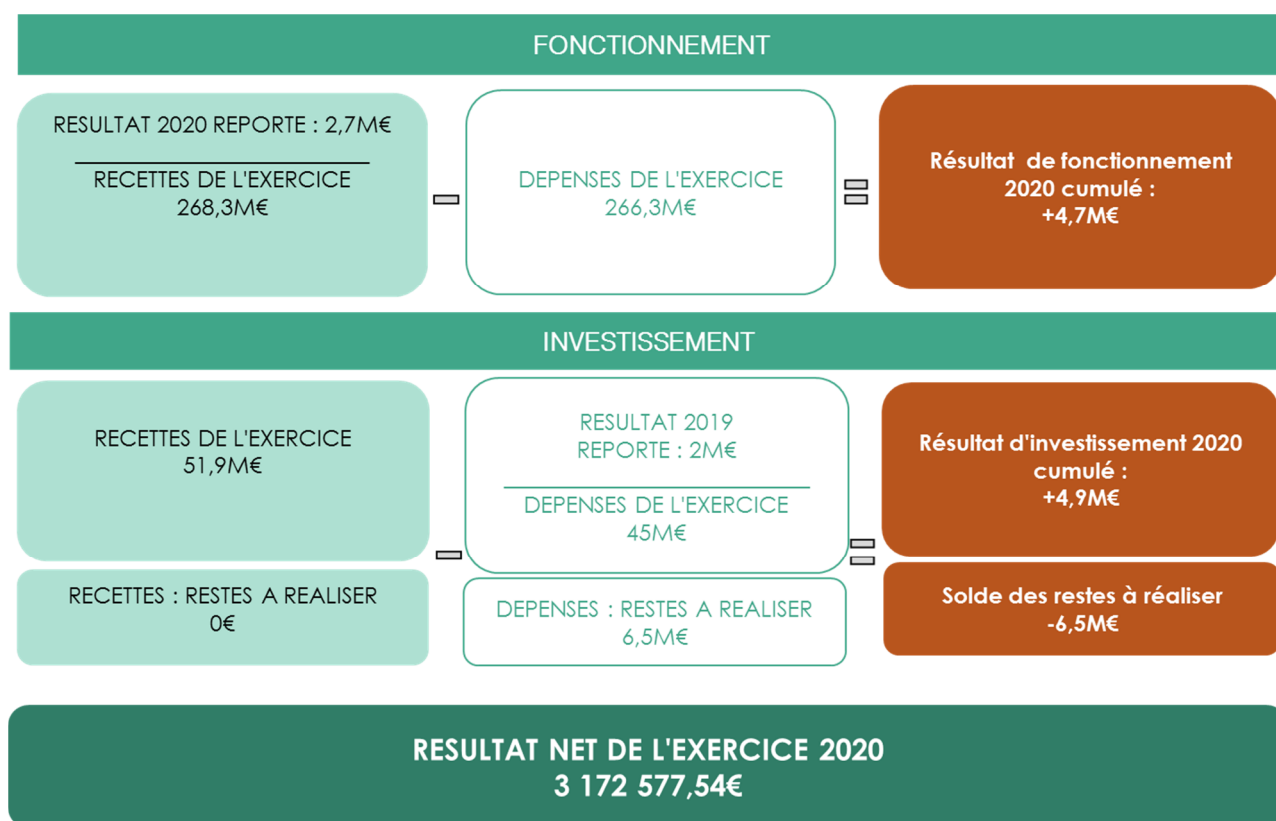 FONCTIONNEMENT
RESULTAT 2020 REPORTE : 2,7M€
RECETTES DE L'EXERCICE
268,3M€
DEPENSES DE L'EXERCICE
266,3M€
Résultat de fonctionnement
2020 cumulé :
+4,7M€
INVESTISSEMENT
RECETTES DE L'EXERCICE
51,9M€
RESULTAT 2019
REPORTE : 2M€
DEPENSES DE L'EXERCICE
45M€
Résultat d'investissement 2020
cumulé :
+4,9M€
RECETTES : RESTES A REALISER
0€
DEPENSES : RESTES A REALISER
6,5M€
Solde des restes à réaliser
-6,5M€
RESULTAT NET DE L'EXERCICE 2020
3 172 577,54€